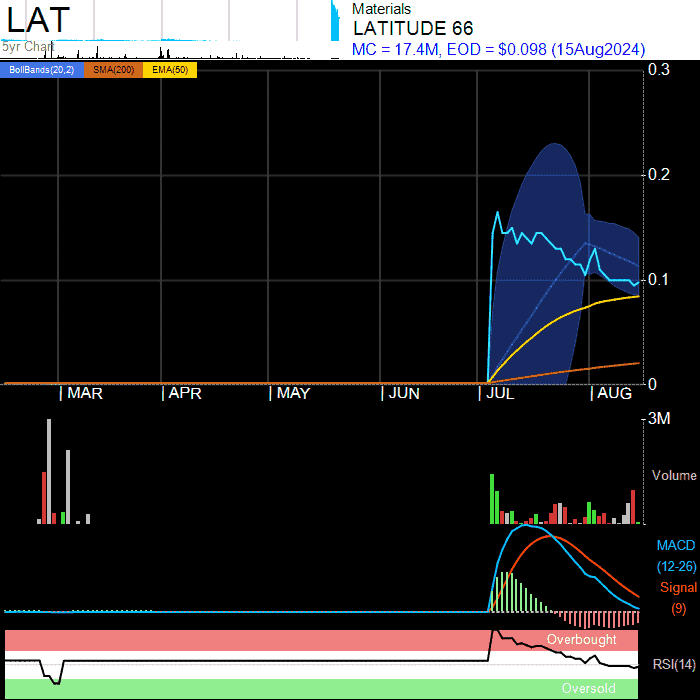 LAT
5yr Chart
Materials
LATITUDE 66
MC = 17.4M, EOD = $0.098 (15Aug2024)
BollBands(20,2) SMA(200) EMA(50)
0.3
0.2
0.1
0
MAR APR MAY JUN JUL AUG
3M
Volume
MACD
(12-26)
Signal
(9)
Overbought
RSI(14)
Oversold